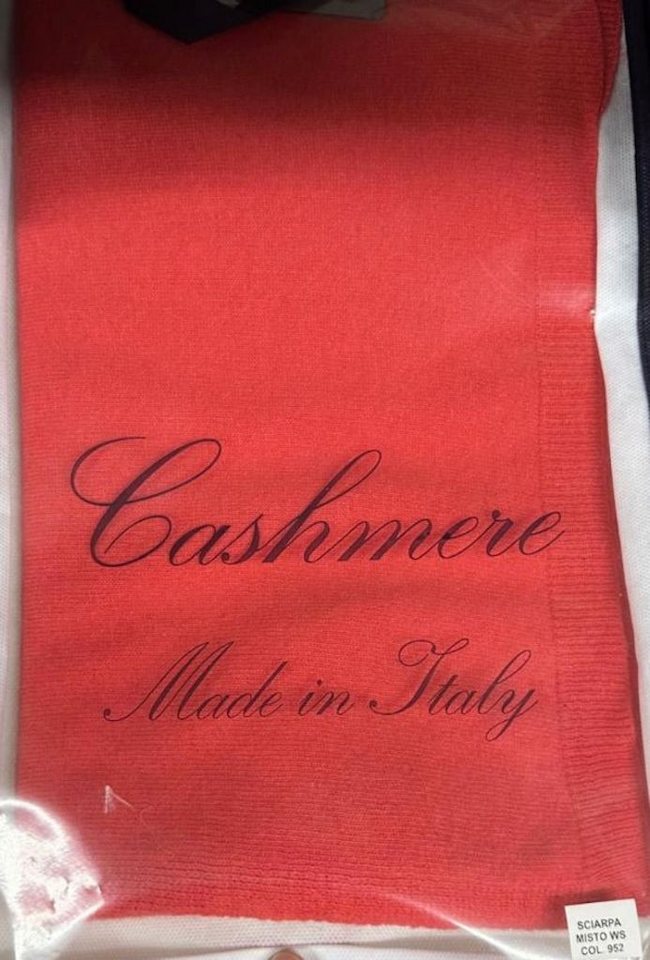 Cashmere
Made in Italy
SCIARPA
MISTO WS
COL. 952